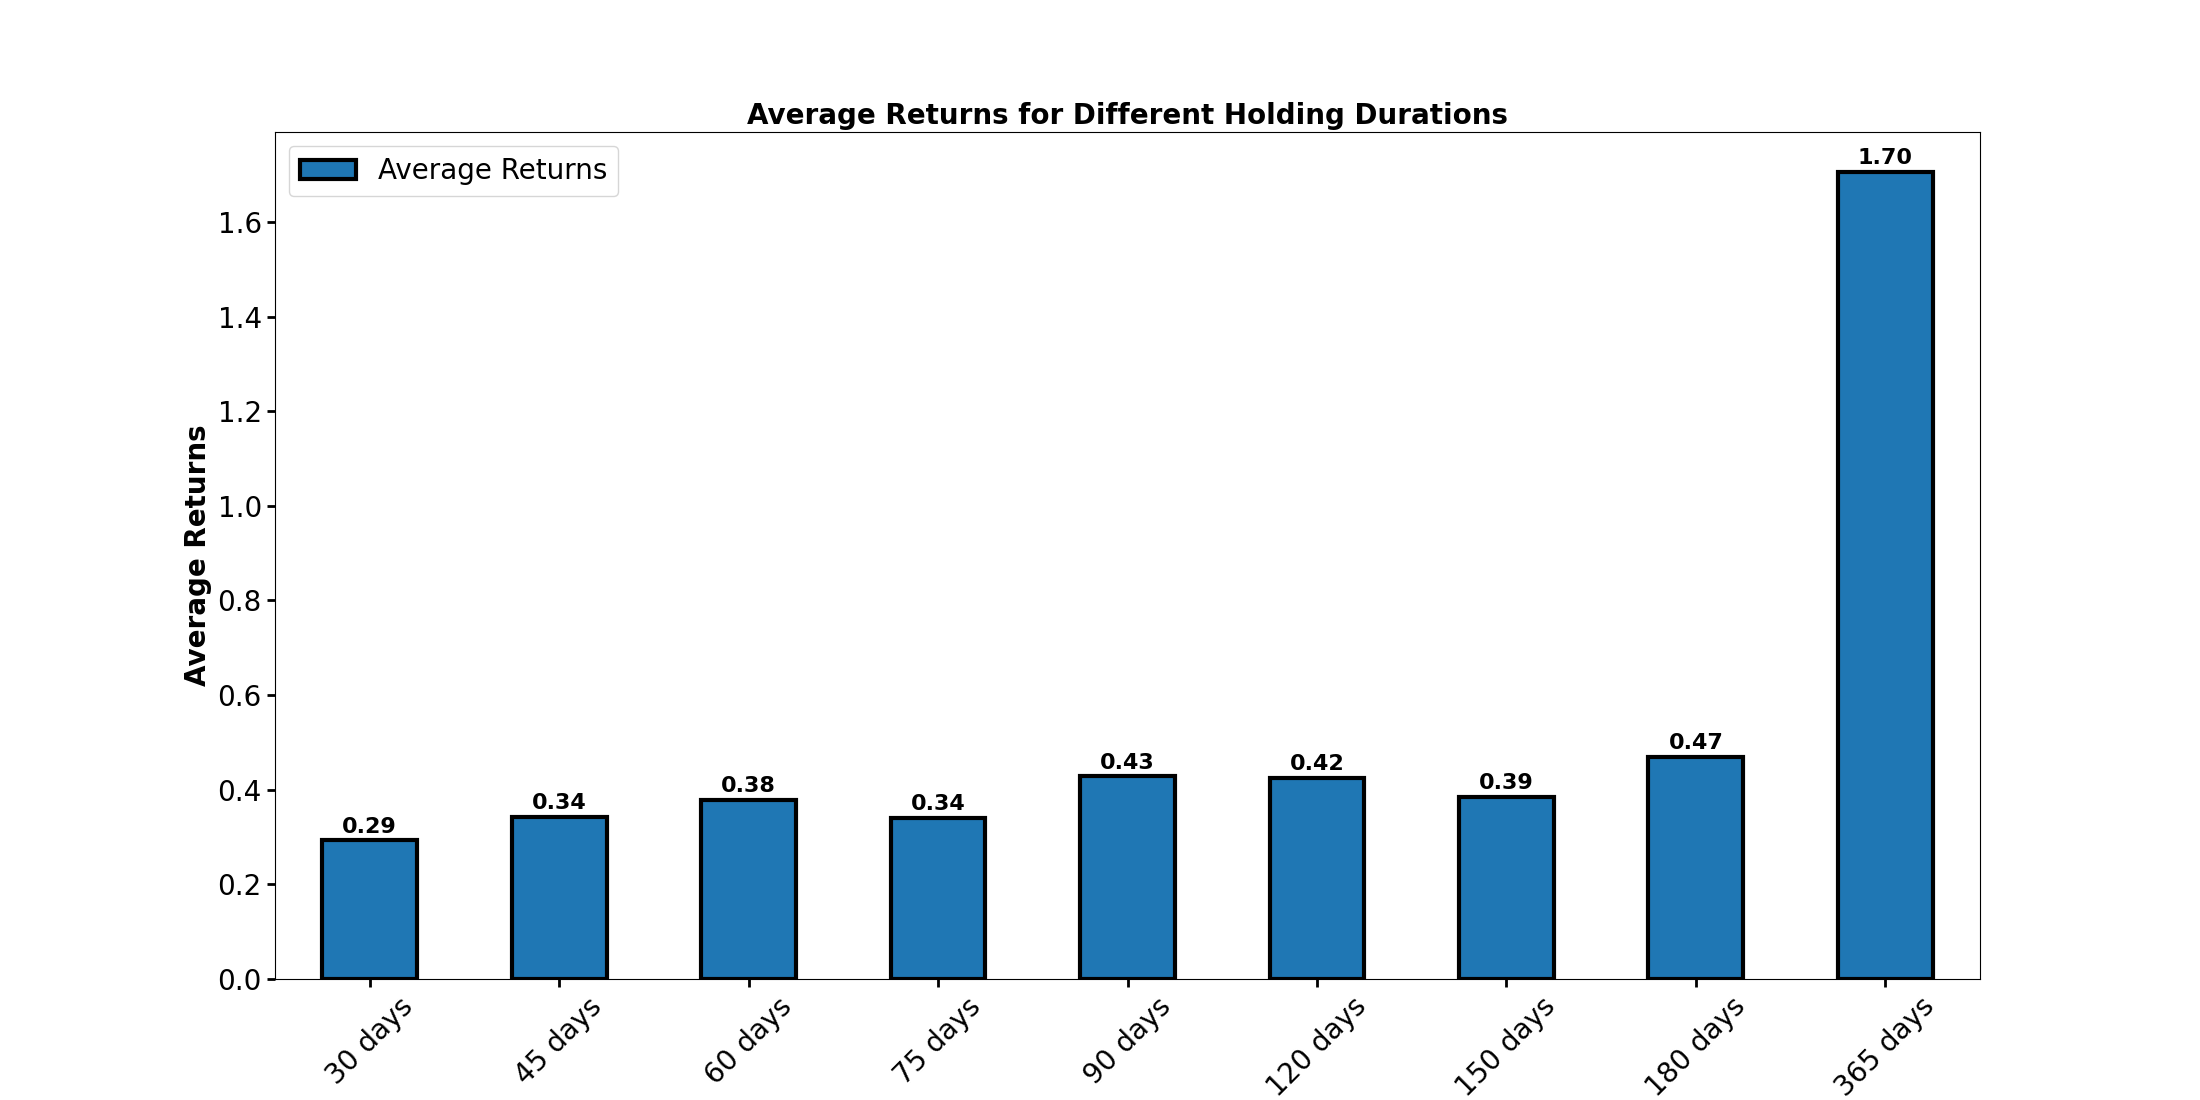 Average Returns for Different Holding Durations
Average Returns
Average Returns
1.6
1.4
1.2
1.0
0.8
0.6
0.4
0.2
0.0
0.29
0.34
0.38
0.34
0.43
0.42
0.39
0.47
1.70
30 days
45 days
60 days
75 days
90 days
120 days
150 days
180 days
365 days